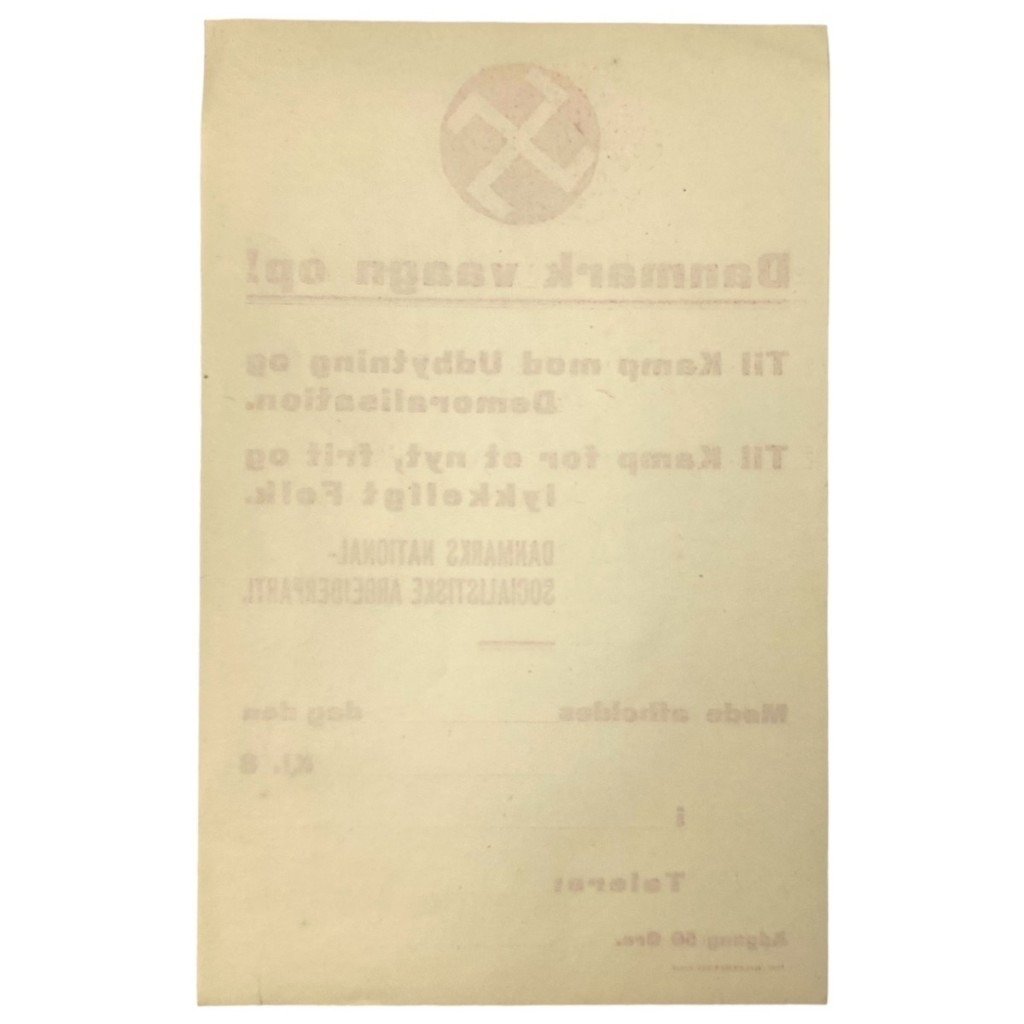 Danmark vaagn op!
Til Kamp mod Udbytning og
Demoralisation.
Til Kamp for et nyt, frit og
lykkeligt Folk.
DANMARKS NATIONAL-
SOCIALISTISKE ARBEJDERPARTI.
Møde afholdes dag den
Kl. 8
i
Talere:
Adgang 50 Øre.